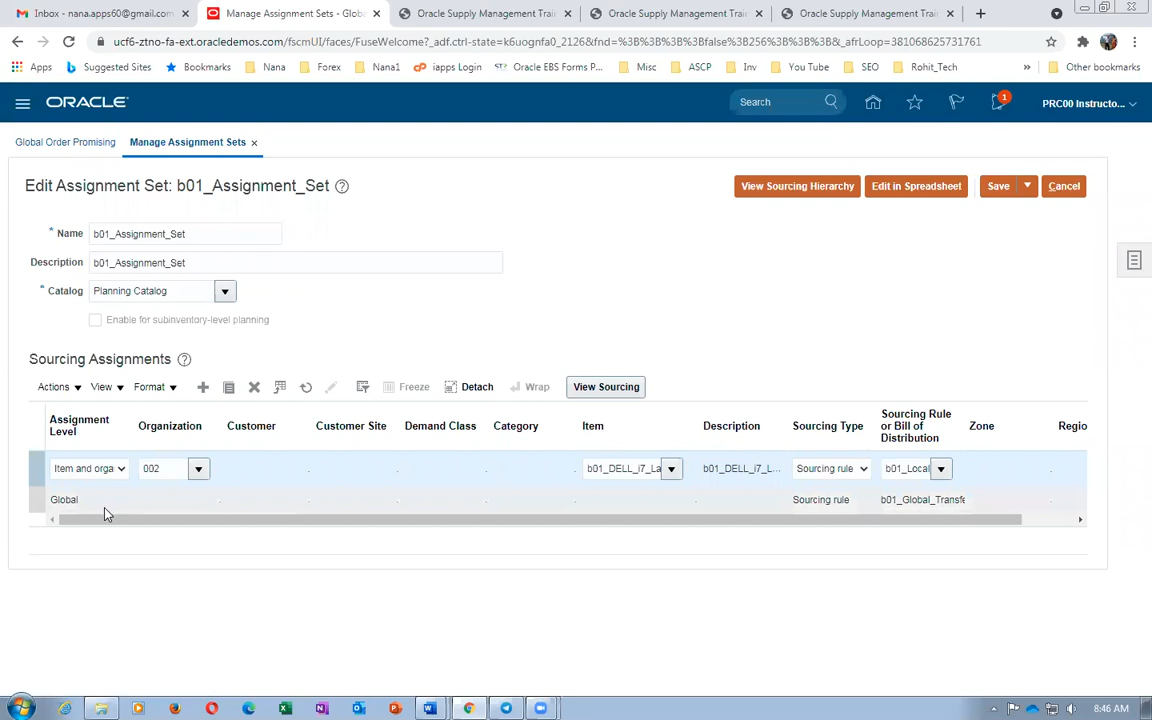 Inbox - nana.apps60@gmail.com
Manage Assignment Sets - Globa
Oracle Supply Management Train
Oracle Supply Management Train
Oracle Supply Management Train
ucf6-ztno-fa-ext.oracledemos.com/fscmUI/faces/FuseWelcome?_adf.ctrl-state=k6uognfa0_2126&fnd=%3B%3B%3B%3Bfalse%3B256%3B%3B%3B&_afrLoop=381068625731761
Apps Suggested Sites Bookmarks Nana Forex Nana1 iapps Login Oracle EBS Forms P... Misc ASCP Inv You Tube SEO Rohit_Tech » Other bookmarks
ORACLE
Search
1
PRC00 Instructo...
Global Order Promising Manage Assignment Sets ×
Edit Assignment Set: b01_Assignment_Set
View Sourcing Hierarchy Edit in Spreadsheet Save Cancel
* Name b01_Assignment_Set
Description b01_Assignment_Set
* Catalog Planning Catalog
Enable for subinventory-level planning
Sourcing Assignments
Actions View Format Freeze Detach Wrap View Sourcing
Assignment Level Organization Customer Customer Site Demand Class Category Item Description Sourcing Type Sourcing Rule or Bill of Distribution Zone Regio
Item and orga 002 b01_DELL_i7_La b01_DELL_i7_L... Sourcing rule b01_Local
Global Sourcing rule b01_Global_Transfe
8:46 AM